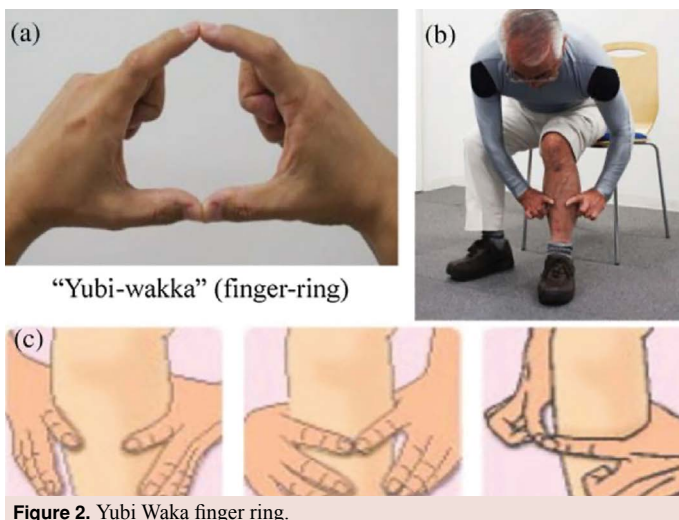 (a)
(b)
“Yubi-wakka” (finger-ring)
(c)
Figure 2. Yubi Waka finger ring.